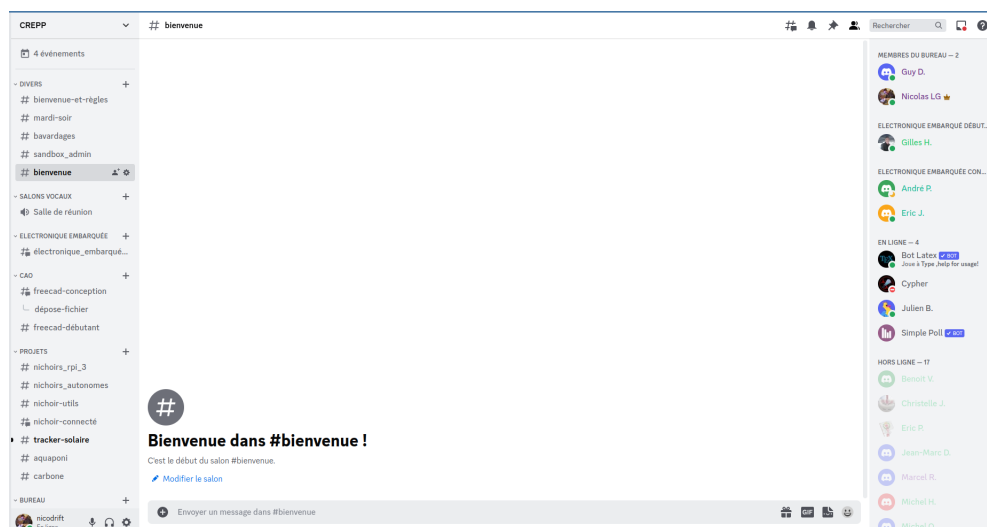 CREPP
# bienvenue
Rechercher
4 événements
DIVERS
# bienvenue-et-règles
# mardi-soir
# bavardages
# sandbox_admin
# bienvenue
SALONS VOCAUX
Salle de réunion
ELECTRONIQUE EMBARQUÉE
électronique_embarqué...
CAO
freecad-conception
dépose-fichier
# freecad-débutant
PROJETS
# nichoirs_rpi_3
# nichoirs_autonomes
# nichoir-utils
nichoir-connecté
# tracker-solaire
# aquaponi
# carbone
BUREAU
nicodrift
Bienvenue dans #bienvenue !
C'est le début du salon #bienvenue.
Modifier le salon
Envoyer un message dans #bienvenue
GIF
MEMBRES DU BUREAU — 2
Guy D.
Nicolas LG
ELECTRONIQUE EMBARQUÉ DÉBUT...
Gilles H.
ELECTRONIQUE EMBARQUÉE CON...
André P.
Eric J.
EN LIGNE — 4
Bot Latex BOT
Joue à Type ,help for usage!
Cypher
Julien B.
Simple Poll BOT
HORS LIGNE — 17
Benoit V.
Christelle J.
Eric P.
Jean-Marc D.
Marcel R.
Michel H.